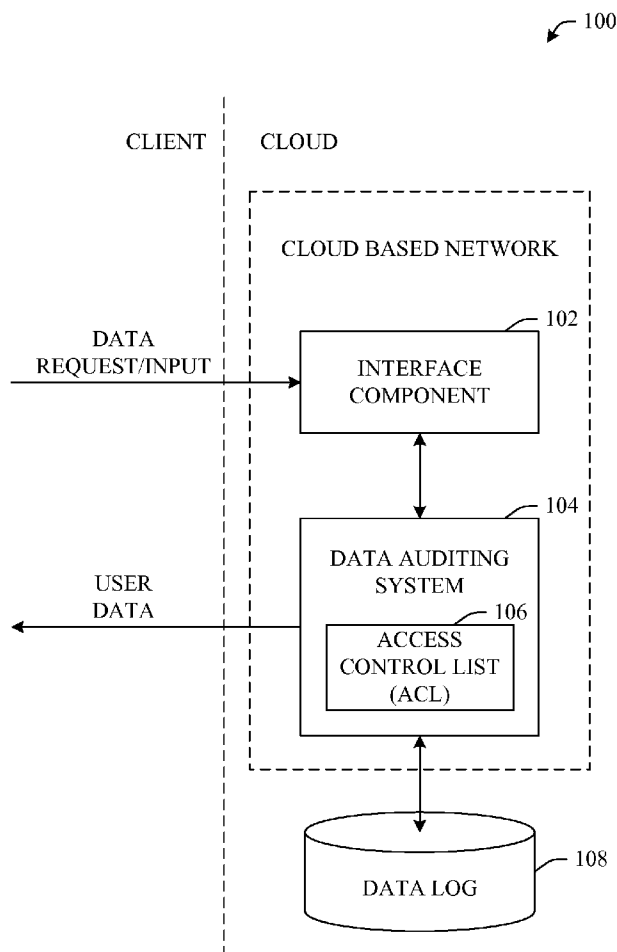 100
CLIENT
CLOUD
CLOUD BASED NETWORK
102
DATA
REQUEST/INPUT
INTERFACE
COMPONENT
104
DATA AUDITING
SYSTEM
USER
DATA
106
ACCESS
CONTROL LIST
(ACL)
108
DATA LOG